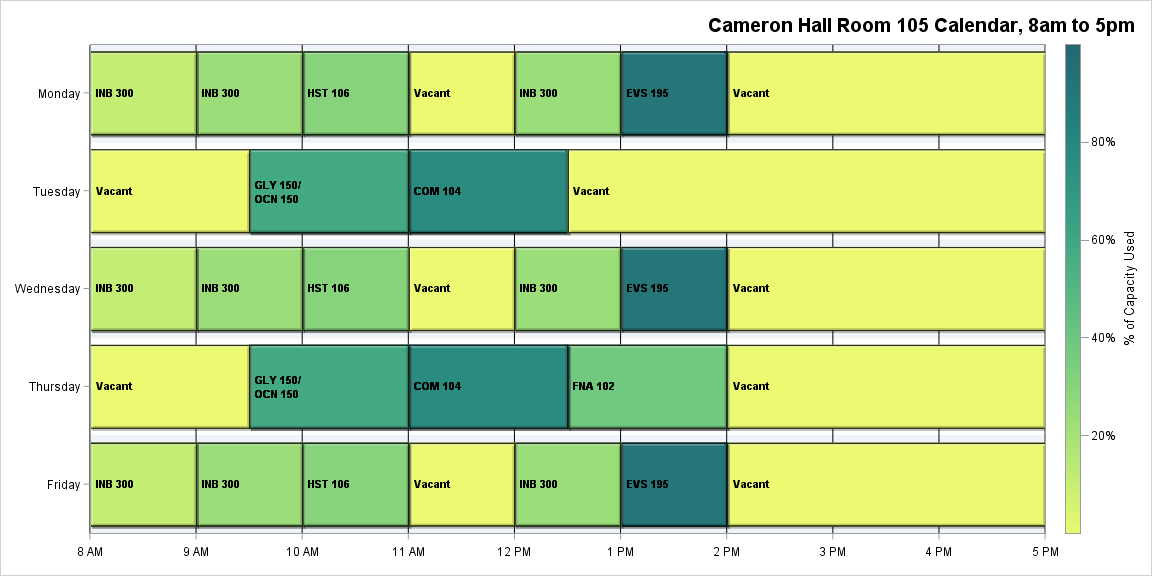 Cameron Hall Room 105 Calendar, 8am to 5pm
Monday
INB 300
INB 300
HST 106
Vacant
INB 300
EVS 195
Vacant
Tuesday
Vacant
GLY 150/
OCN 150
COM 104
Vacant
Wednesday
INB 300
INB 300
HST 106
Vacant
INB 300
EVS 195
Vacant
Thursday
Vacant
GLY 150/
OCN 150
COM 104
FNA 102
Vacant
Friday
INB 300
INB 300
HST 106
Vacant
INB 300
EVS 195
Vacant
8 AM
9 AM
10 AM
11 AM
12 PM
1 PM
2 PM
3 PM
4 PM
5 PM
80%
60%
40%
20%
% of Capacity Used